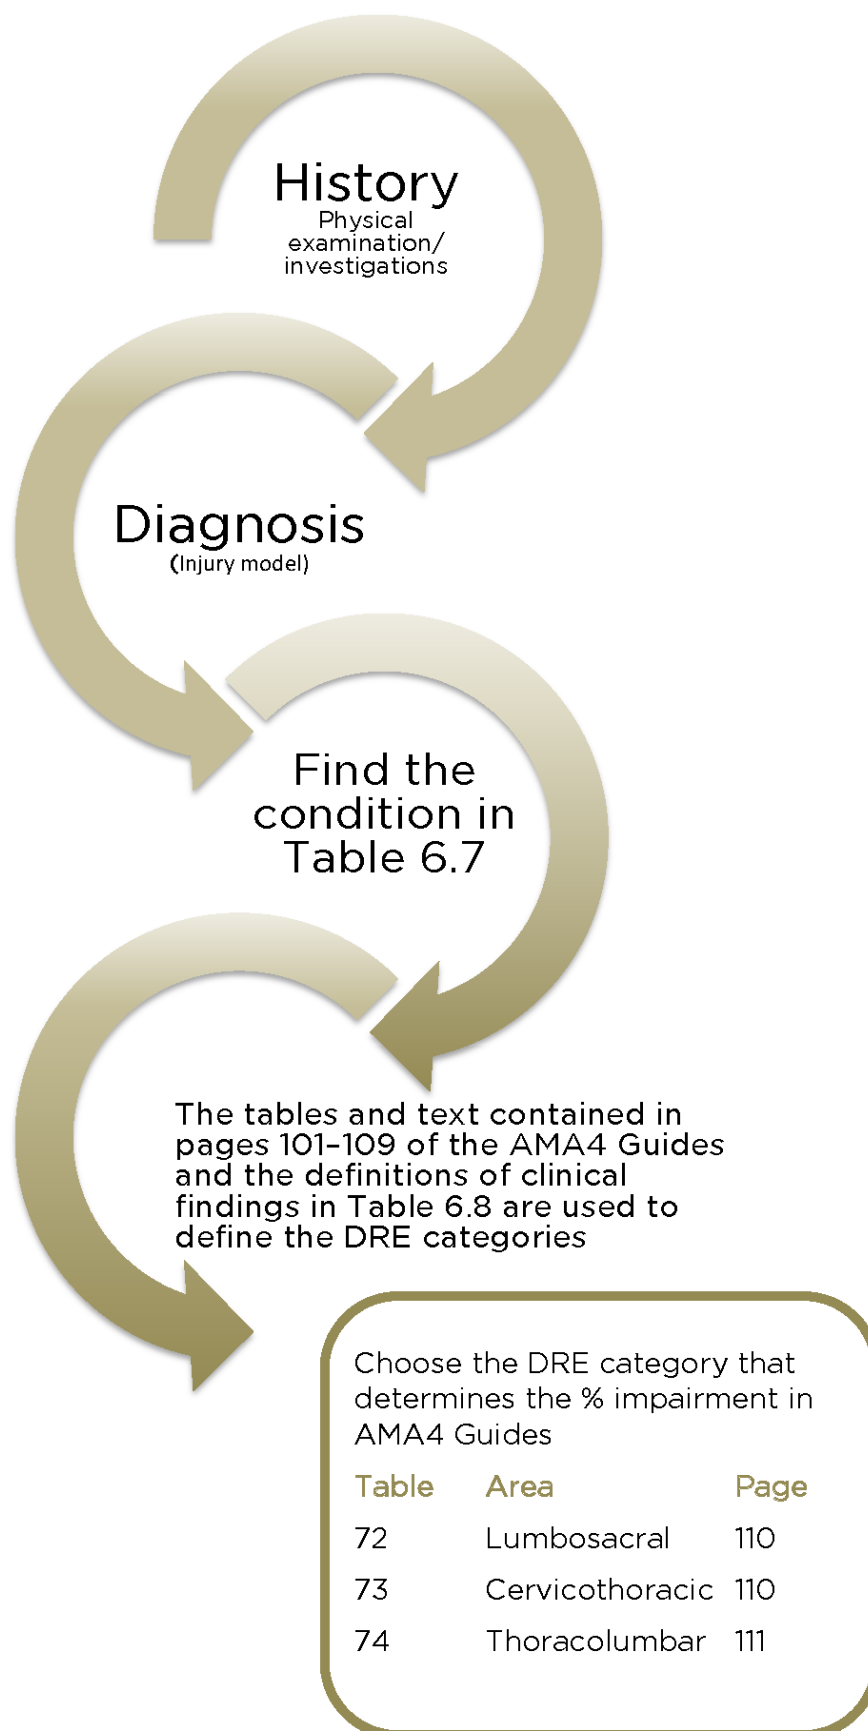 History
Physical
examination/
investigations
Diagnosis
(Injury model)
Find the
condition in
Table 6.7
The tables and text contained in
pages 101–109 of the AMA4 Guides
and the definitions of clinical
findings in Table 6.8 are used to
define the DRE categories
Choose the DRE category that
determines the % impairment in
AMA4 Guides
Table Area Page
72 Lumbosacral 110
73 Cervicothoracic 110
74 Thoracolumbar 111